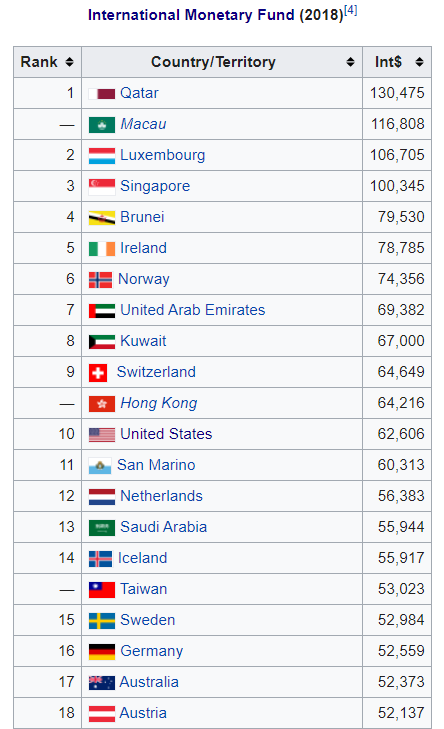 International Monetary Fund (2018)[4]
Rank Country/Territory Int$
1 Qatar 130,475
— Macau 116,808
2 Luxembourg 106,705
3 Singapore 100,345
4 Brunei 79,530
5 Ireland 78,785
6 Norway 74,356
7 United Arab Emirates 69,382
8 Kuwait 67,000
9 Switzerland 64,649
— Hong Kong 64,216
10 United States 62,606
11 San Marino 60,313
12 Netherlands 56,383
13 Saudi Arabia 55,944
14 Iceland 55,917
— Taiwan 53,023
15 Sweden 52,984
16 Germany 52,559
17 Australia 52,373
18 Austria 52,137